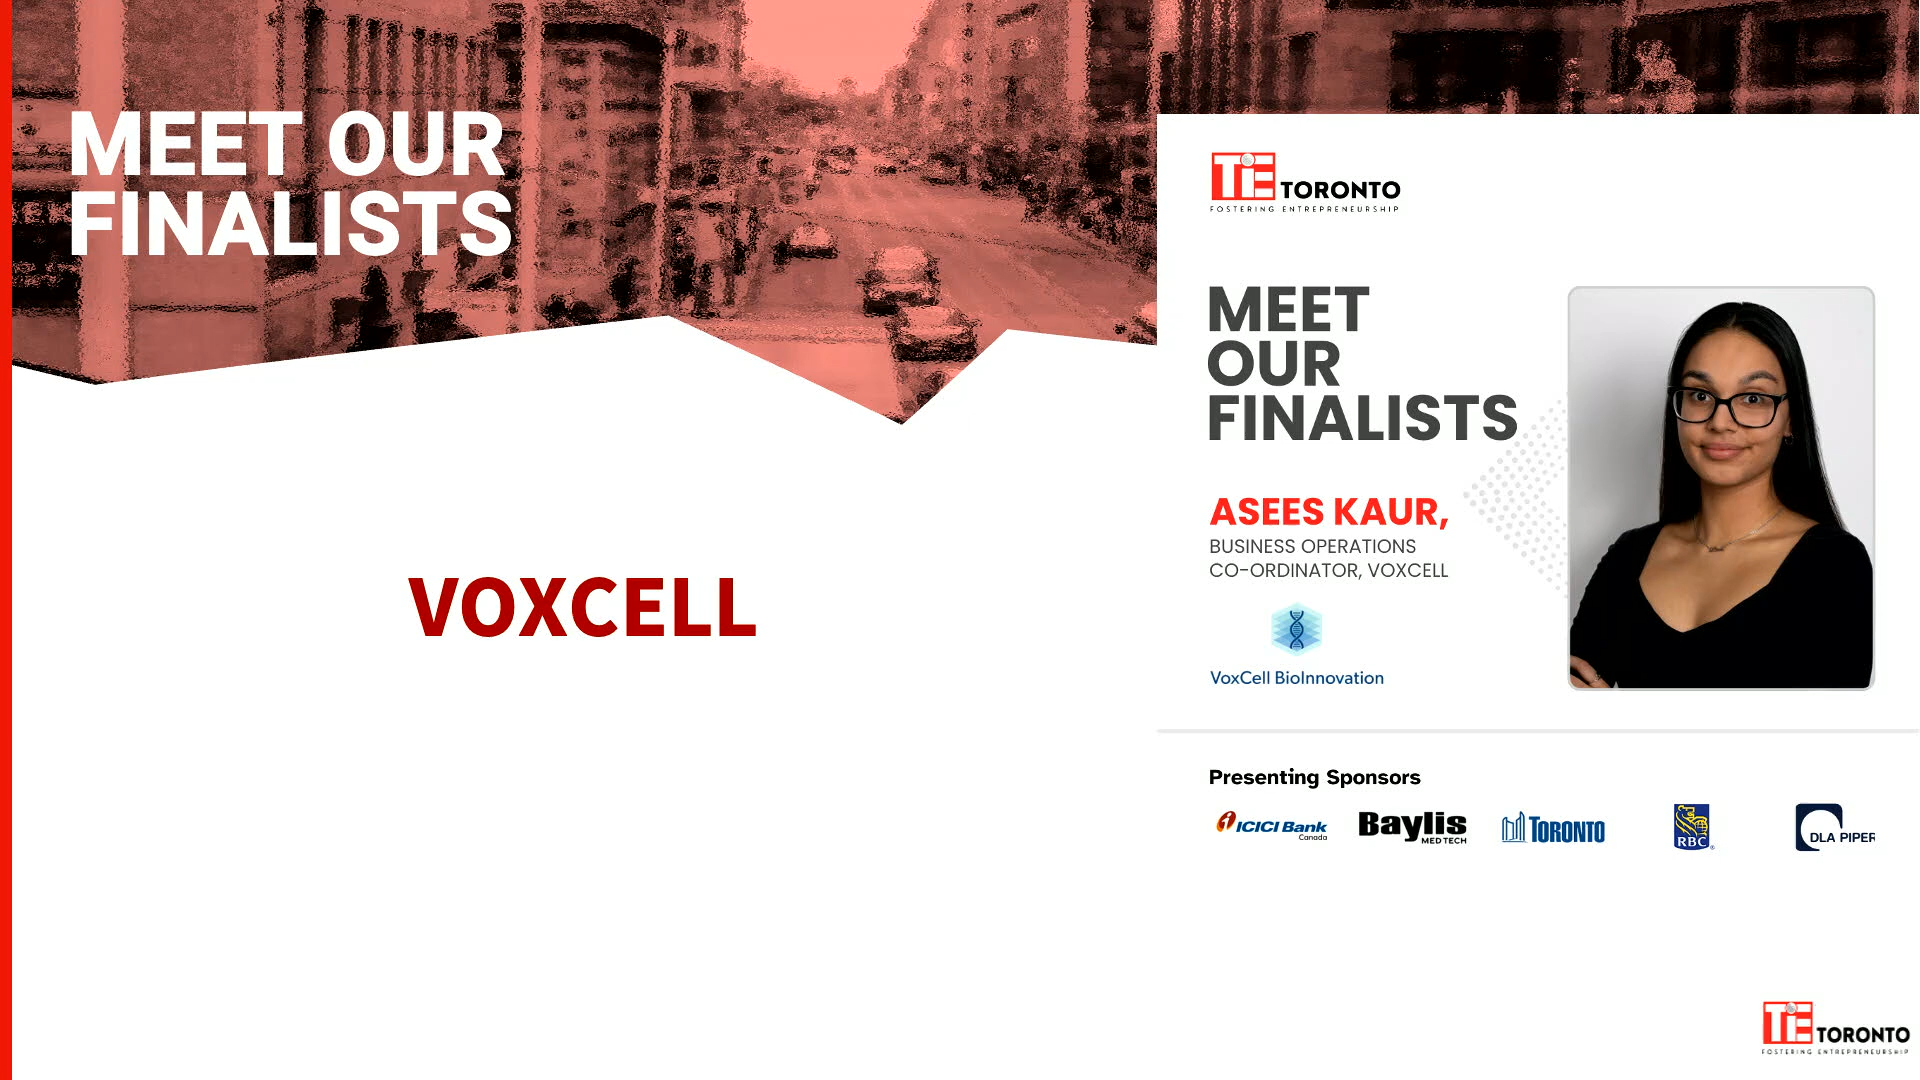 MEET OUR
FINALISTS
VOXCELL
TiE TORONTO
FOSTERING ENTREPRENEURSHIP
MEET
OUR
FINALISTS
ASEES KAUR,
BUSINESS OPERATIONS
CO-ORDINATOR, VOXCELL
VoxCell BioInnovation
Presenting Sponsors
ICICI Bank
Canada
Baylis
MEDTECH
TORONTO
RBC
DLA PIPER
TiE TORONTO
FOSTERING ENTREPRENEURSHIP